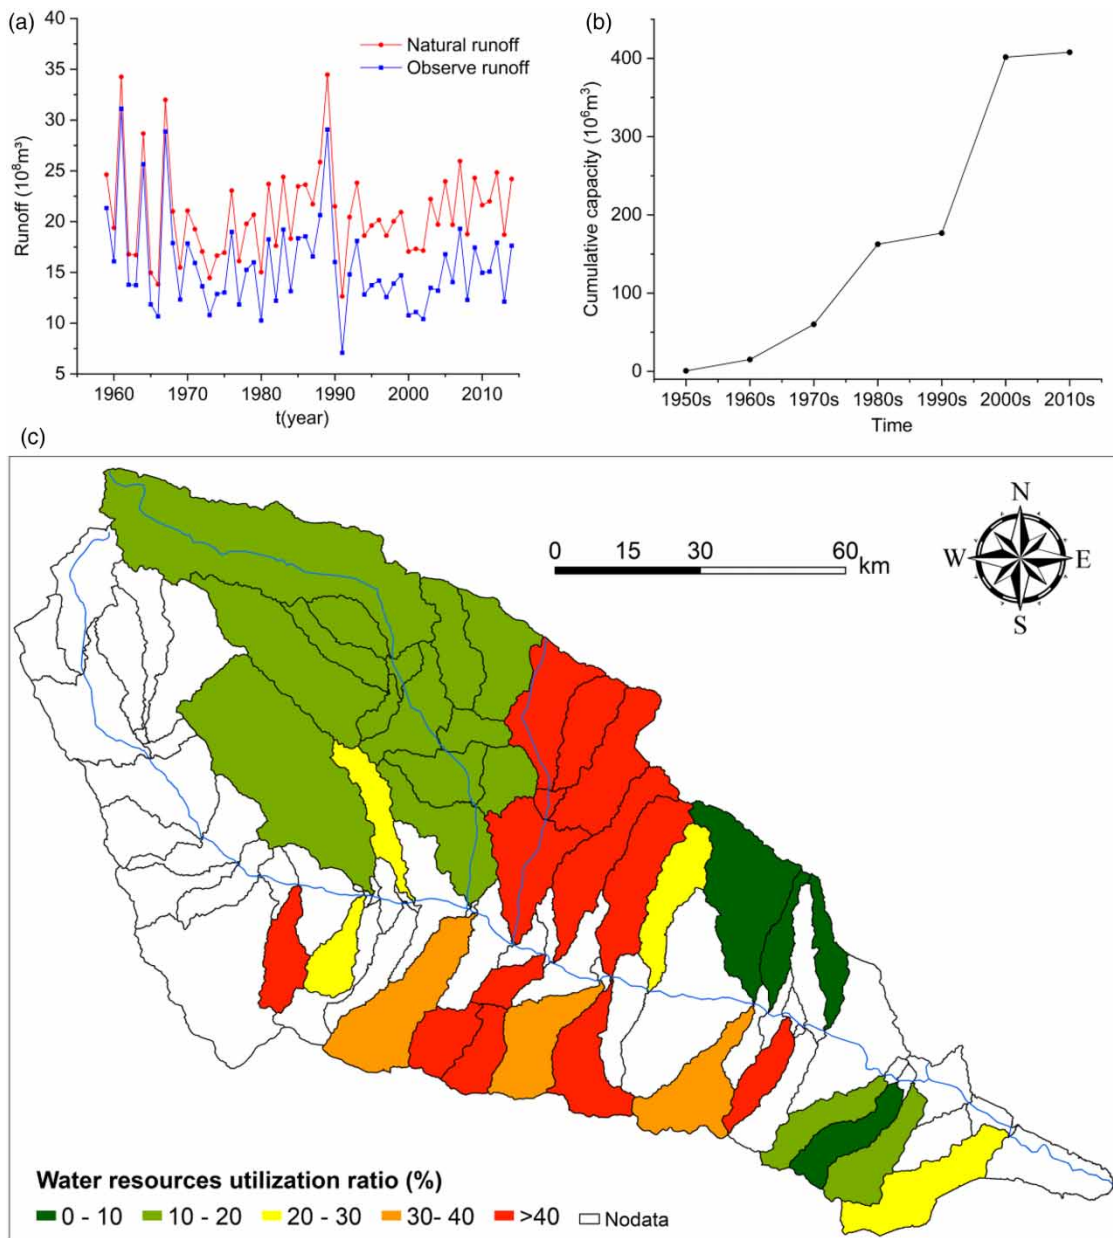 (a)
40
35
30
25
20
15
10
5
Runoff (10⁸m³)
Natural runoff
Observe runoff
1960 1970 1980 1990 2000 2010
t(year)
(b)
400
300
200
100
0
Cumulative capacity (10⁶m³)
1950s 1960s 1970s 1980s 1990s 2000s 2010s
Time
(c)
N
W E
S
0 15 30 60
km
Water resources utilization ratio (%)
0 - 10 10 - 20 20 - 30 30- 40 >40 Nodata